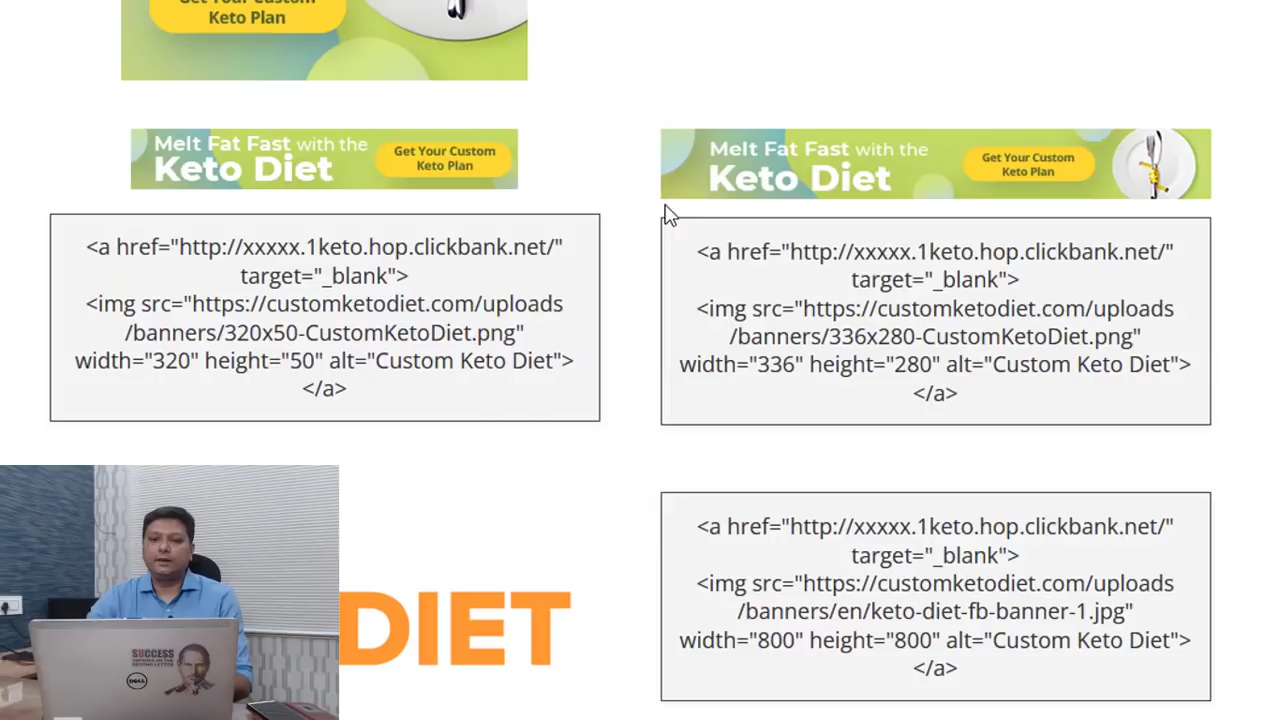 Get Your Custom
Keto Plan
Melt Fat Fast with the
Keto Diet
Get Your Custom
Keto Plan
Melt Fat Fast with the
Keto Diet
Get Your Custom
Keto Plan
<a href="http://xxxxx.1keto.hop.clickbank.net/"
target="_blank">
<img src="https://customketodiet.com/uploads
/banners/320x50-CustomKetoDiet.png"
width="320" height="50" alt="Custom Keto Diet">
</a>
<a href="http://xxxxx.1keto.hop.clickbank.net/"
target="_blank">
<img src="https://customketodiet.com/uploads
/banners/336x280-CustomKetoDiet.png"
width="336" height="280" alt="Custom Keto Diet">
</a>
DIET
SUCCESS
DELL
<a href="http://xxxxx.1keto.hop.clickbank.net/"
target="_blank">
<img src="https://customketodiet.com/uploads
/banners/en/keto-diet-fb-banner-1.jpg"
width="800" height="800" alt="Custom Keto Diet">
</a>